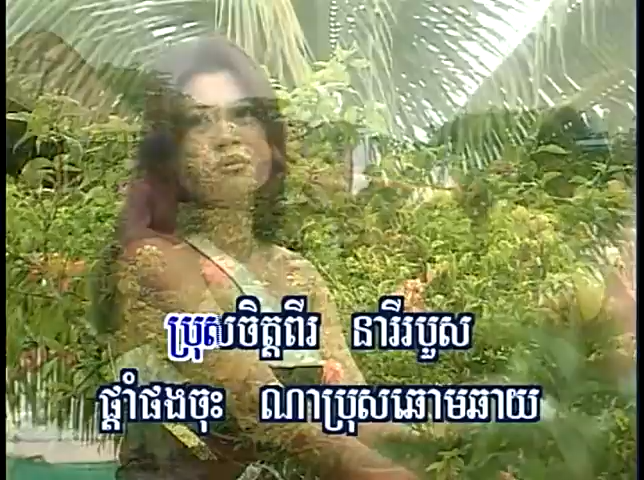 ប្រុសចិត្តពីរ នារីរបួស
ផ្ដាំផងចុះ ណាប្រុសឆោមឆាយ